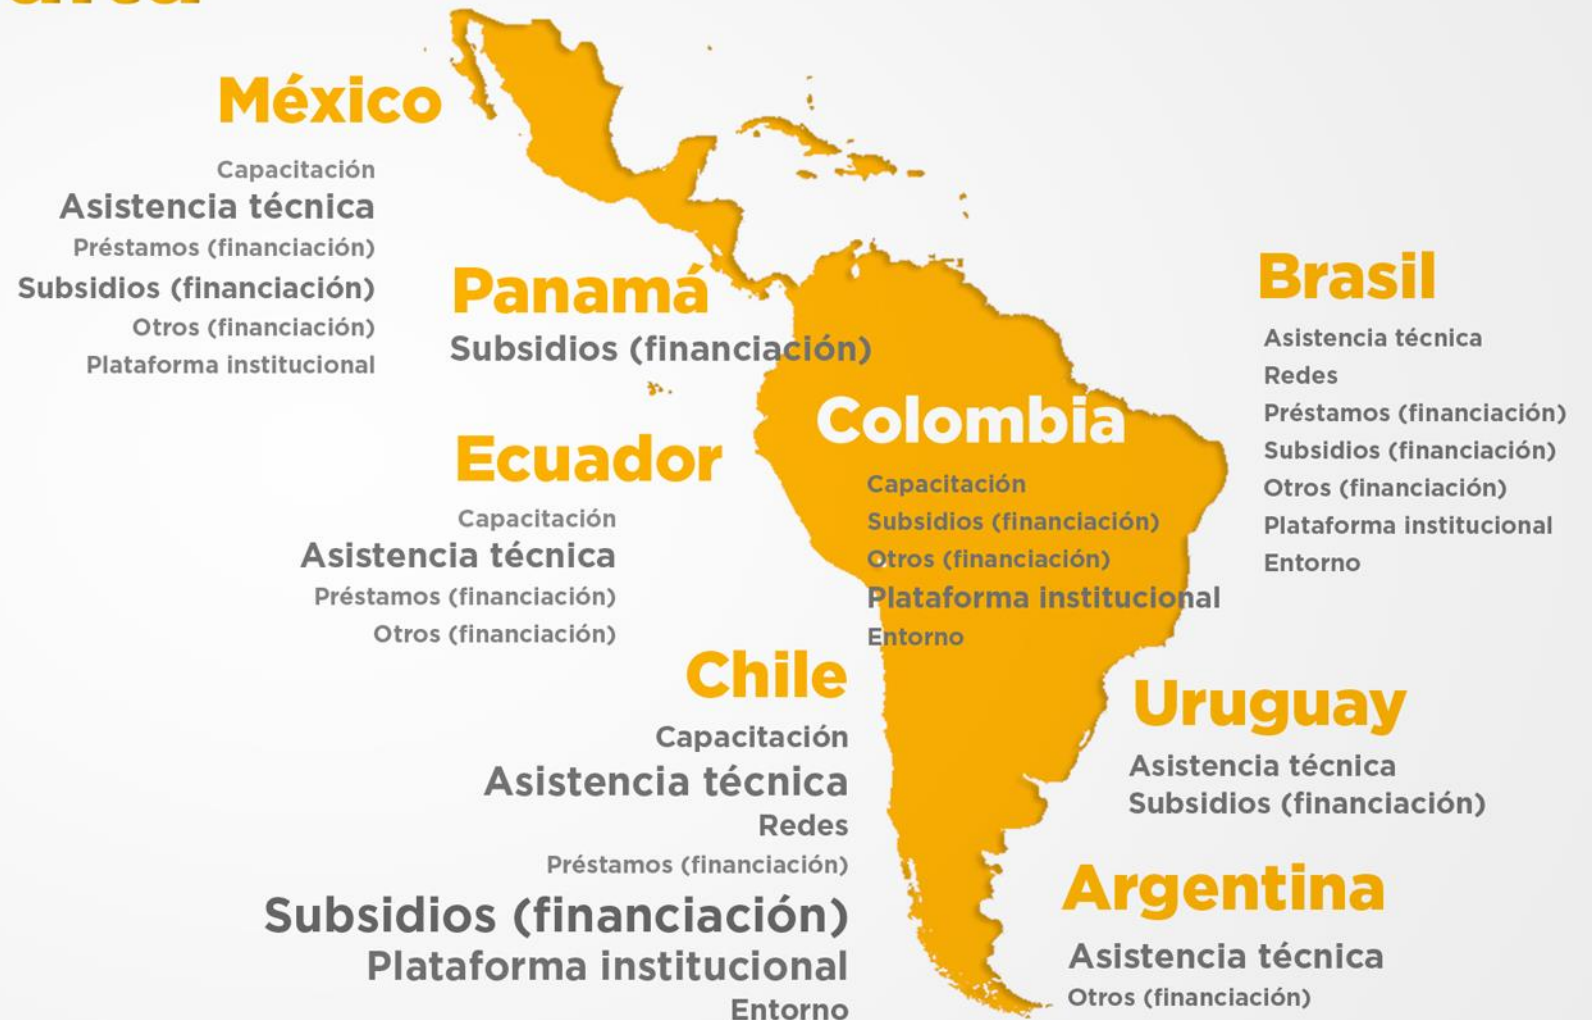 México
Capacitación
Asistencia técnica
Préstamos (financiación)
Subsidios (financiación)
Otros (financiación)
Plataforma institucional
Panamá
Subsidios (financiación)
Ecuador
Capacitación
Asistencia técnica
Préstamos (financiación)
Otros (financiación)
Colombia
Capacitación
Subsidios (financiación)
Otros (financiación)
Plataforma institucional
Entorno
Brasil
Asistencia técnica
Redes
Préstamos (financiación)
Subsidios (financiación)
Otros (financiación)
Plataforma institucional
Entorno
Chile
Capacitación
Asistencia técnica
Redes
Préstamos (financiación)
Subsidios (financiación)
Plataforma institucional
Entorno
Uruguay
Asistencia técnica
Subsidios (financiación)
Argentina
Asistencia técnica
Otros (financiación)